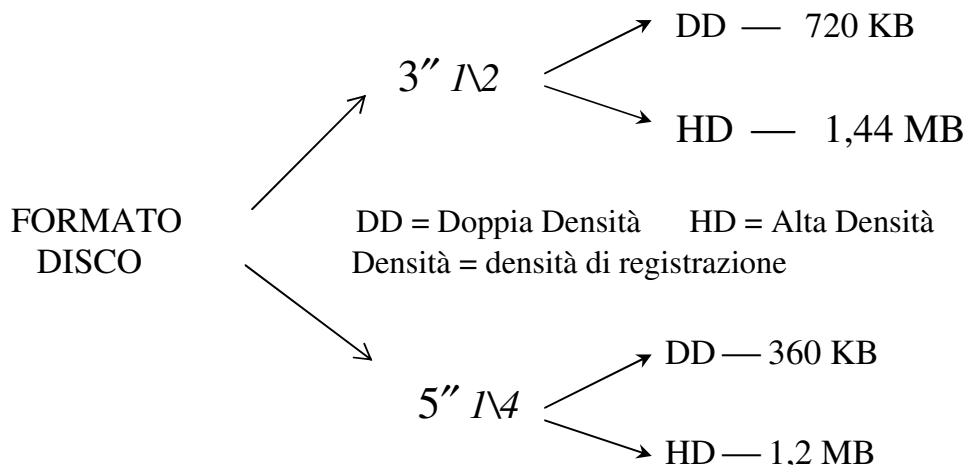 DD — 720 KB
3″ 1\2
HD — 1,44 MB
FORMATO
DISCO
DD = Doppia Densità HD = Alta Densità
Densità = densità di registrazione
DD — 360 KB
5″ 1\4
HD — 1,2 MB